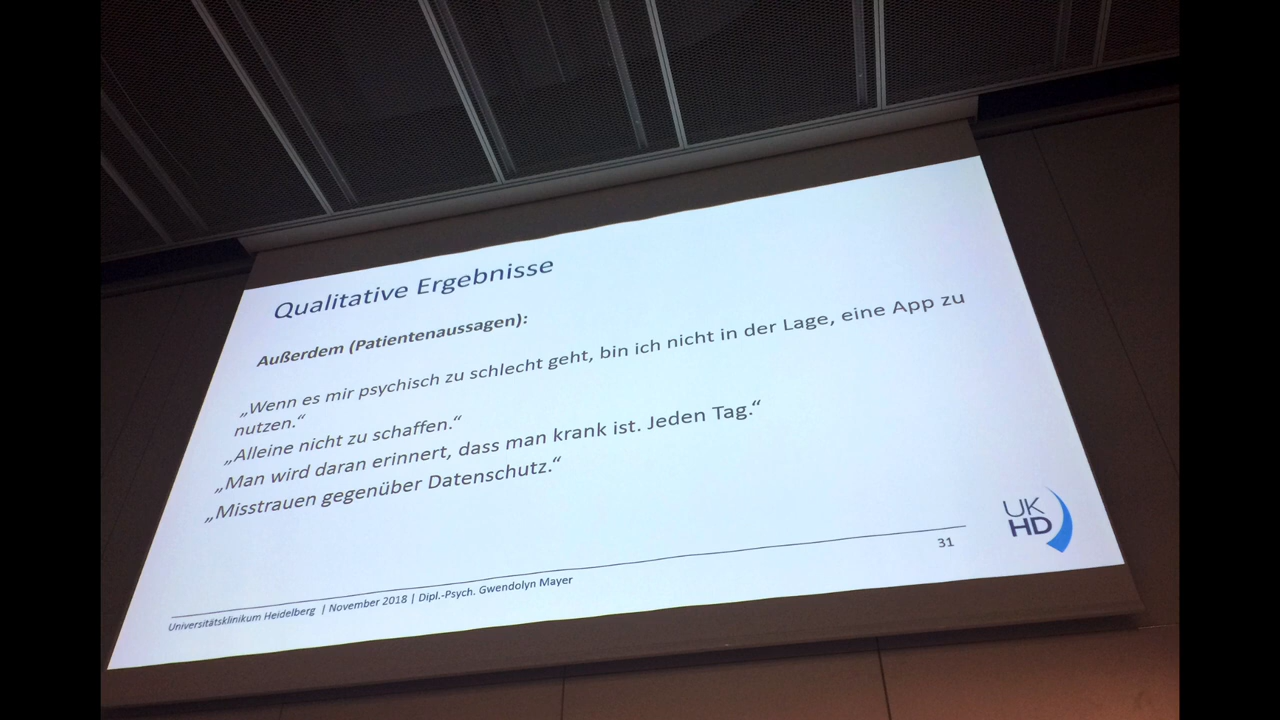 Qualitative Ergebnisse
Außerdem (Patientenaussagen):
„Wenn es mir psychisch zu schlecht geht, bin ich nicht in der Lage, eine App zu
nutzen.“
„Alleine nicht zu schaffen.“
„Man wird daran erinnert, dass man krank ist. Jeden Tag.“
„Misstrauen gegenüber Datenschutz.“
UK
HD
31
Universitätsklinikum Heidelberg | November 2018 | Dipl.-Psych. Gwendolyn Mayer